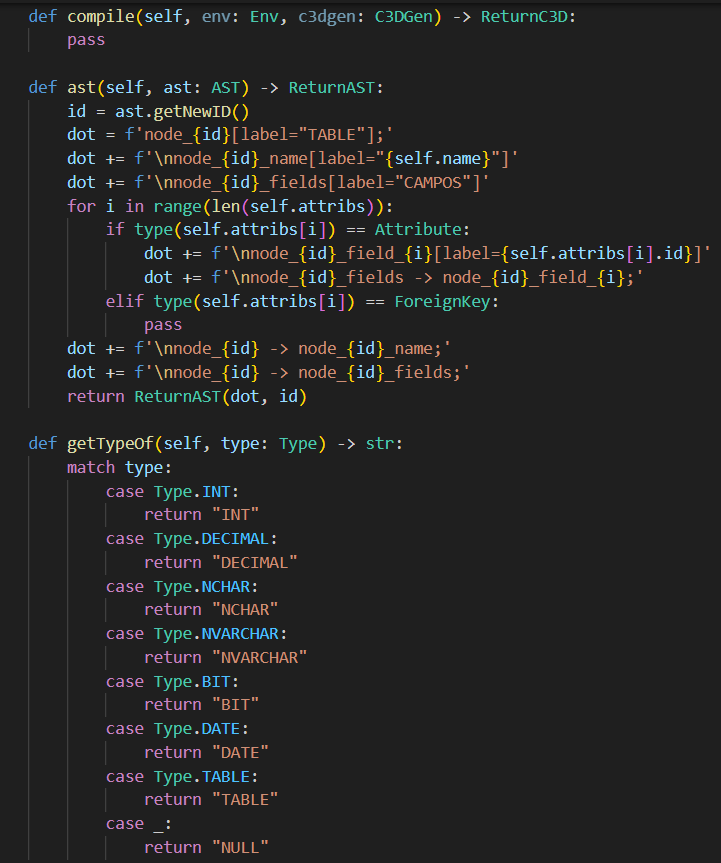 def compile(self, env: Env, c3dgen: C3DGen) -> ReturnC3D:
    pass

def ast(self, ast: AST) -> ReturnAST:
    id = ast.getNewID()
    dot = f'node_{id}[label="TABLE"];'
    dot += f'\nnode_{id}_name[label="{self.name}"]'
    dot += f'\nnode_{id}_fields[label="CAMPOS"]'
    for i in range(len(self.attribs)):
        if type(self.attribs[i]) == Attribute:
            dot += f'\nnode_{id}_field_{i}[label={self.attribs[i].id}]'
            dot += f'\nnode_{id}_fields -> node_{id}_field_{i};'
        elif type(self.attribs[i]) == ForeignKey:
            pass
    dot += f'\nnode_{id} -> node_{id}_name;'
    dot += f'\nnode_{id} -> node_{id}_fields;'
    return ReturnAST(dot, id)

def getTypeOf(self, type: Type) -> str:
    match type:
        case Type.INT:
            return "INT"
        case Type.DECIMAL:
            return "DECIMAL"
        case Type.NCHAR:
            return "NCHAR"
        case Type.NVARCHAR:
            return "NVARCHAR"
        case Type.BIT:
            return "BIT"
        case Type.DATE:
            return "DATE"
        case Type.TABLE:
            return "TABLE"
        case _:
            return "NULL"